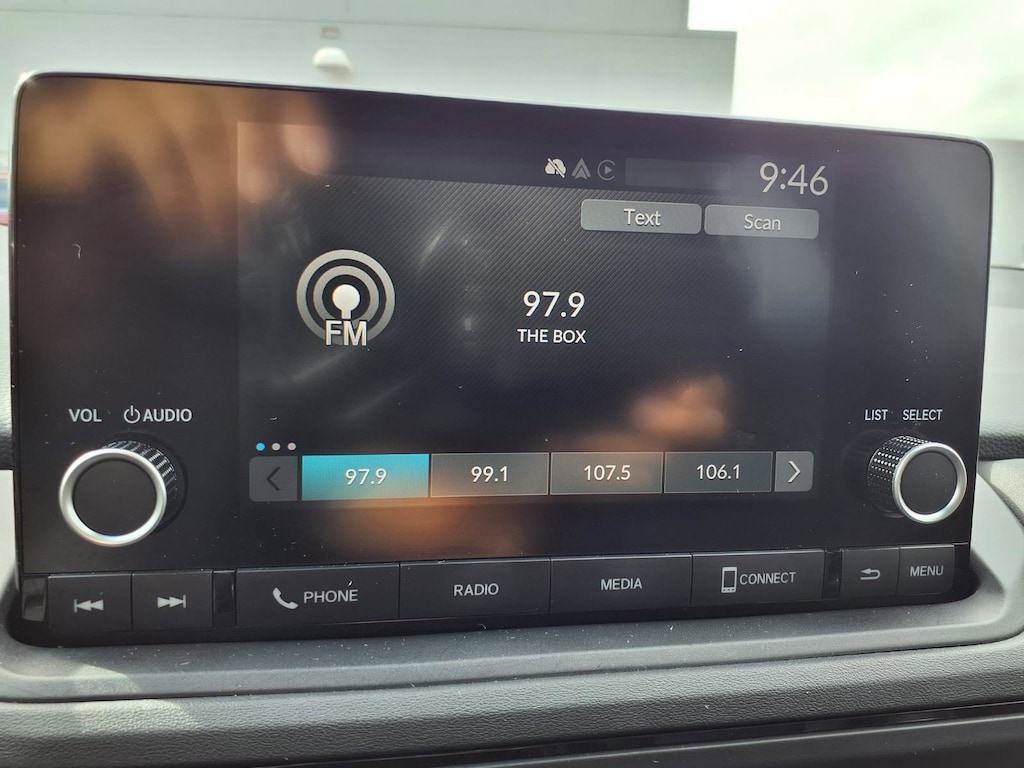 9:46
Text Scan
FM
97.9
THE BOX
VOL AUDIO
LIST SELECT
97.9 99.1 107.5 106.1
PHONE RADIO MEDIA CONNECT MENU